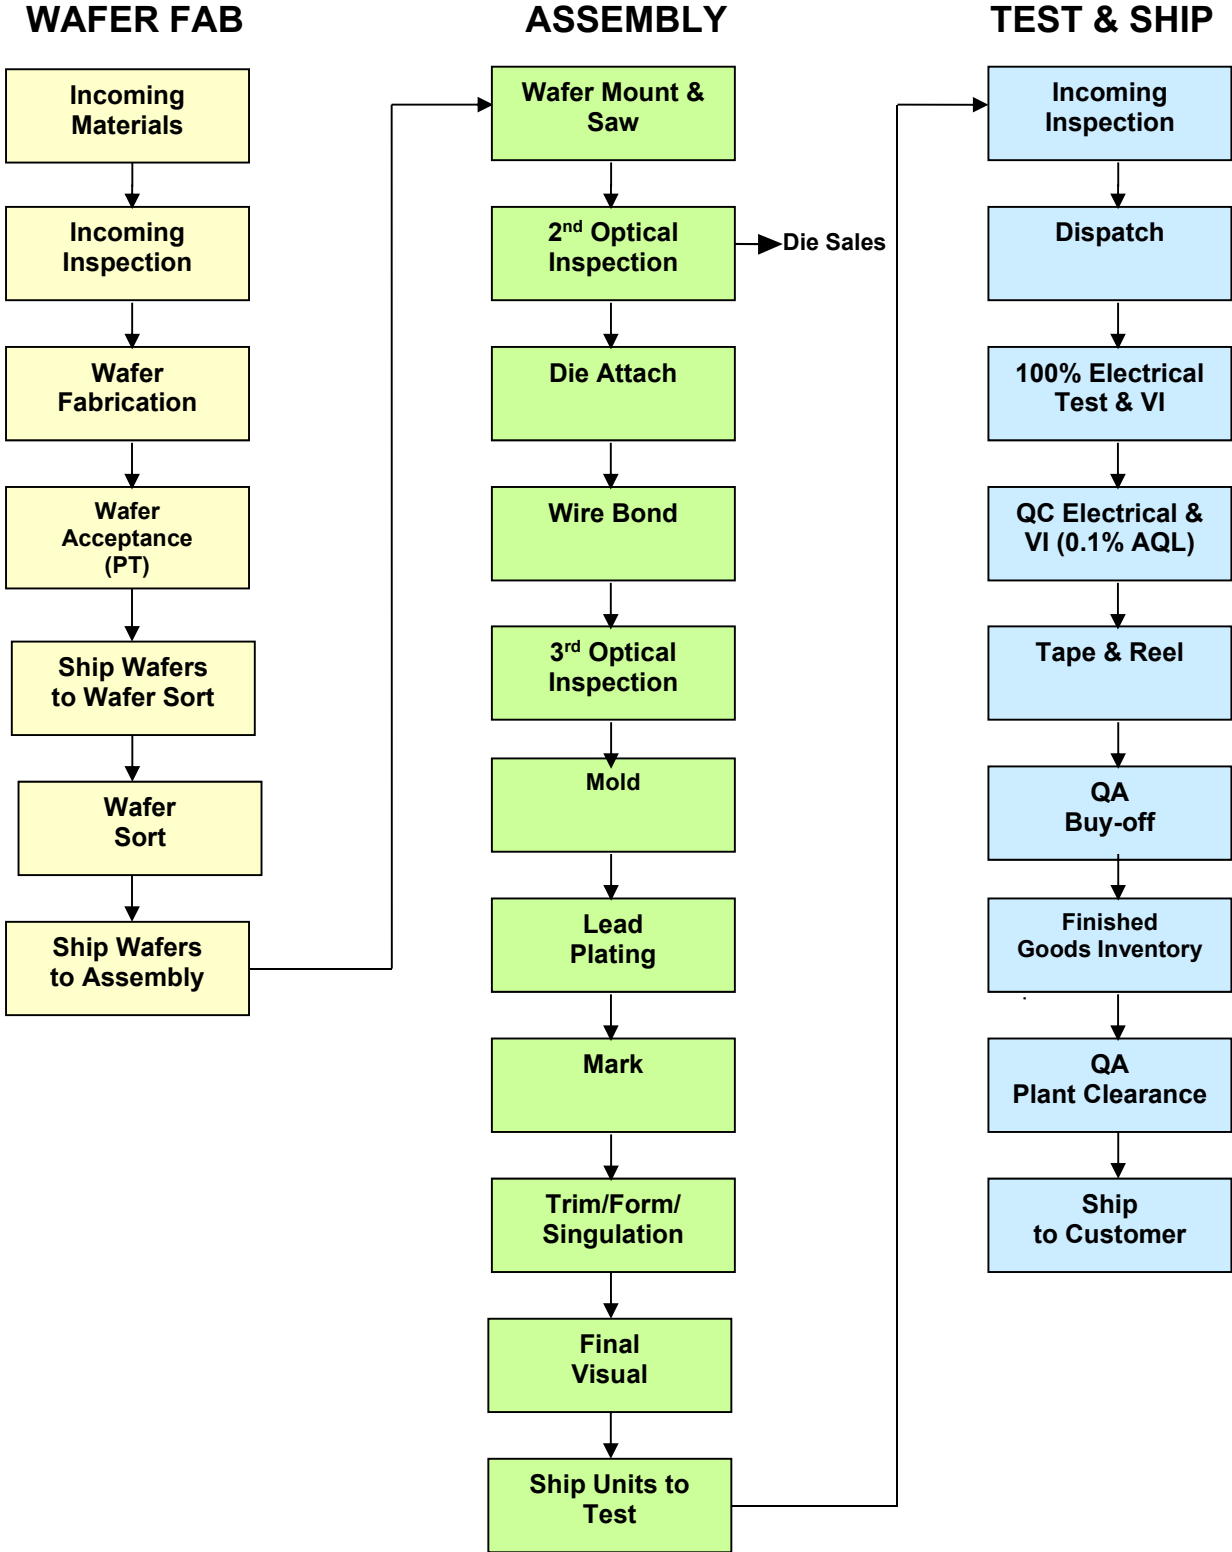 WAFER FAB
Incoming
Materials
Incoming
Inspection
Wafer
Fabrication
Wafer
Acceptance
(PT)
Ship Wafers
to Wafer Sort
Wafer
Sort
Ship Wafers
to Assembly
ASSEMBLY
Wafer Mount &
Saw
2nd Optical
Inspection
Die Sales
Die Attach
Wire Bond
3rd Optical
Inspection
Mold
Lead
Plating
Mark
Trim/Form/
Singulation
Final
Visual
Ship Units to
Test
TEST & SHIP
Incoming
Inspection
Dispatch
100% Electrical
Test & VI
QC Electrical &
VI (0.1% AQL)
Tape & Reel
QA
Buy-off
Finished
Goods Inventory
.
QA
Plant Clearance
Ship
to Customer